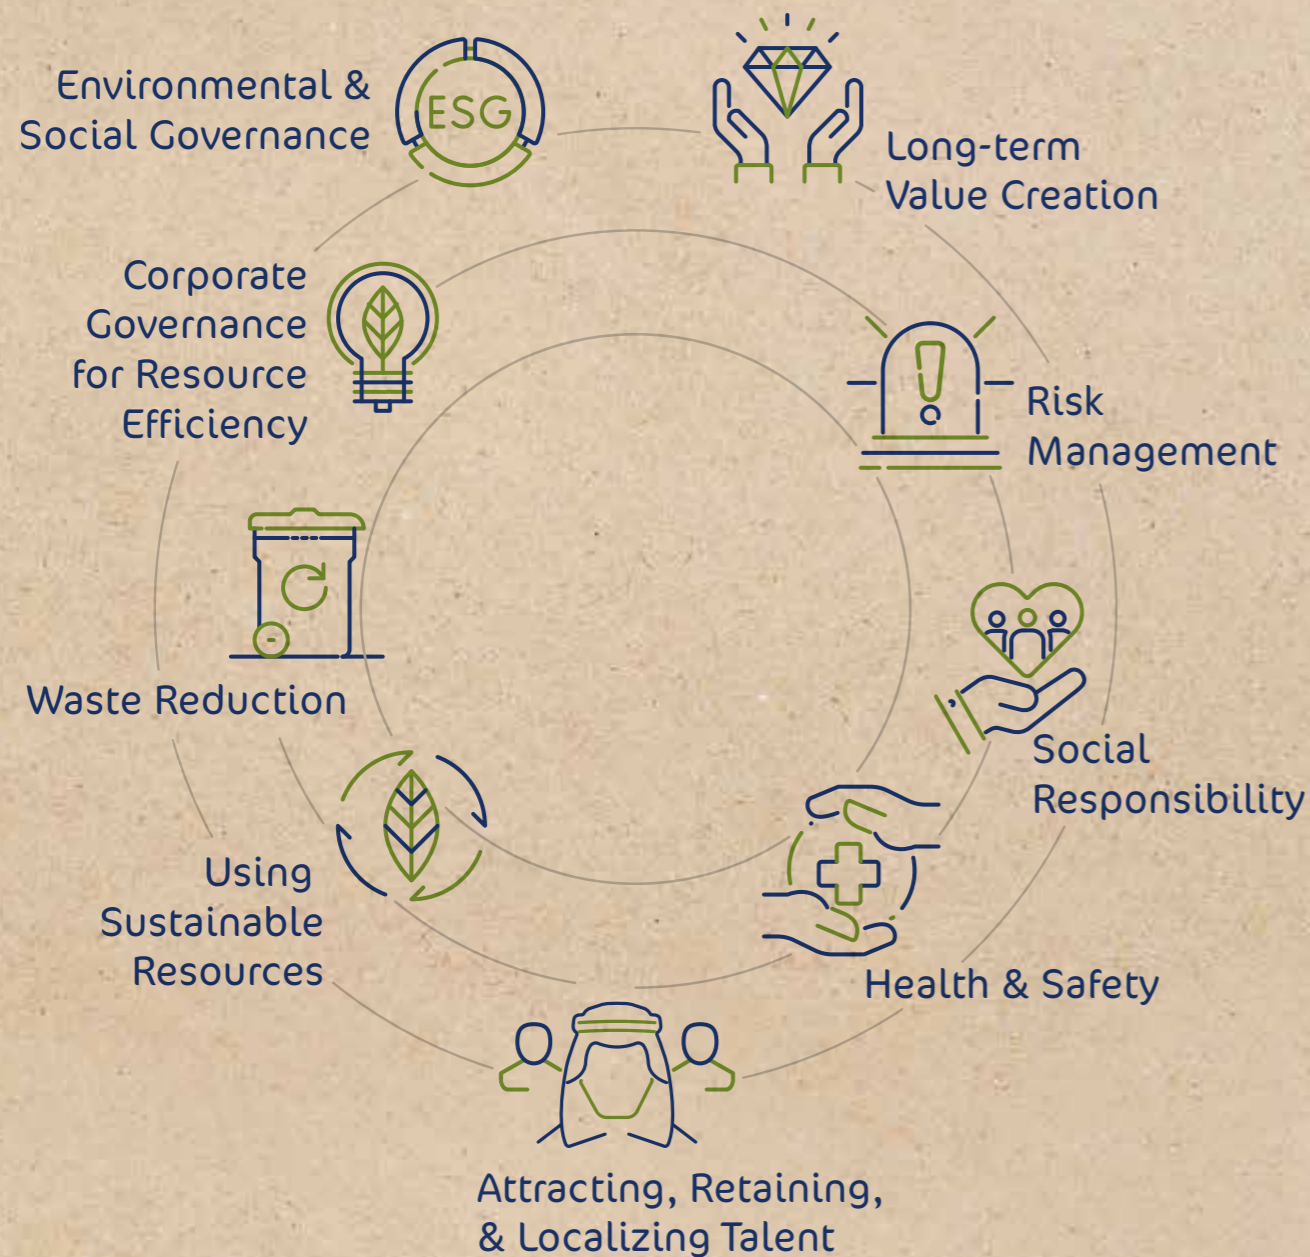 Environmental &
Social Governance
ESG
Long-term
Value Creation
Corporate
Governance
for Resource
Efficiency
Risk
Management
Waste Reduction
Social
Responsibility
Using
Sustainable
Resources
Health & Safety
Attracting, Retaining,
& Localizing Talent